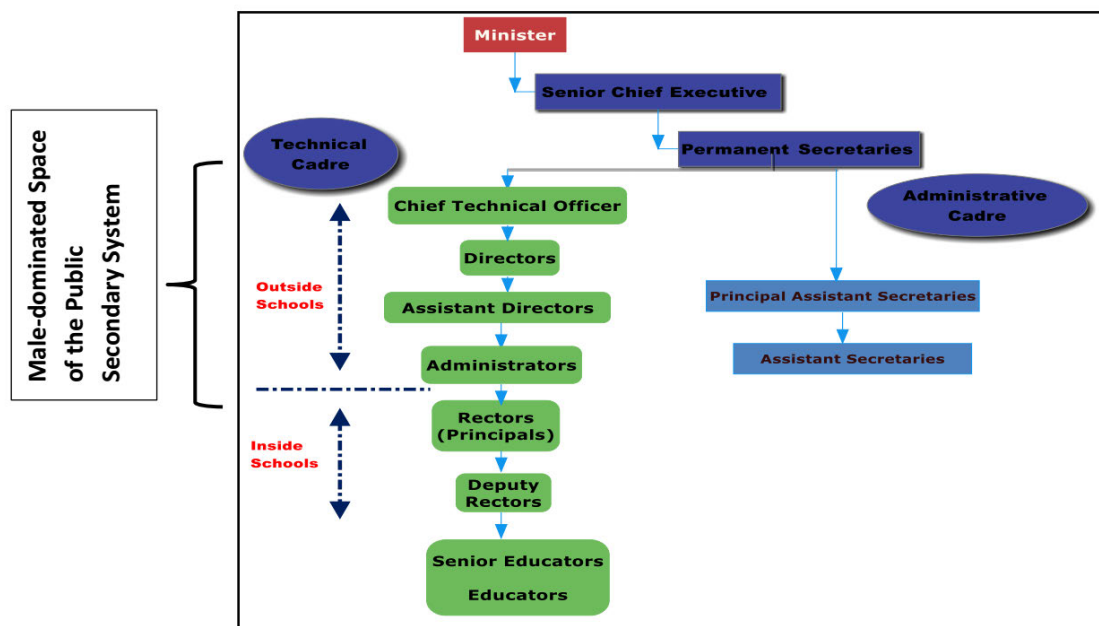 Male-dominated Space
of the Public
Secondary System
Minister
Senior Chief Executive
Permanent Secretaries
Technical
Cadre
Administrative
Cadre
Chief Technical Officer
Directors
Outside
Schools
Assistant Directors
Administrators
Principal Assistant Secretaries
Assistant Secretaries
Inside
Schools
Rectors
(Principals)
Deputy
Rectors
Senior Educators
Educators